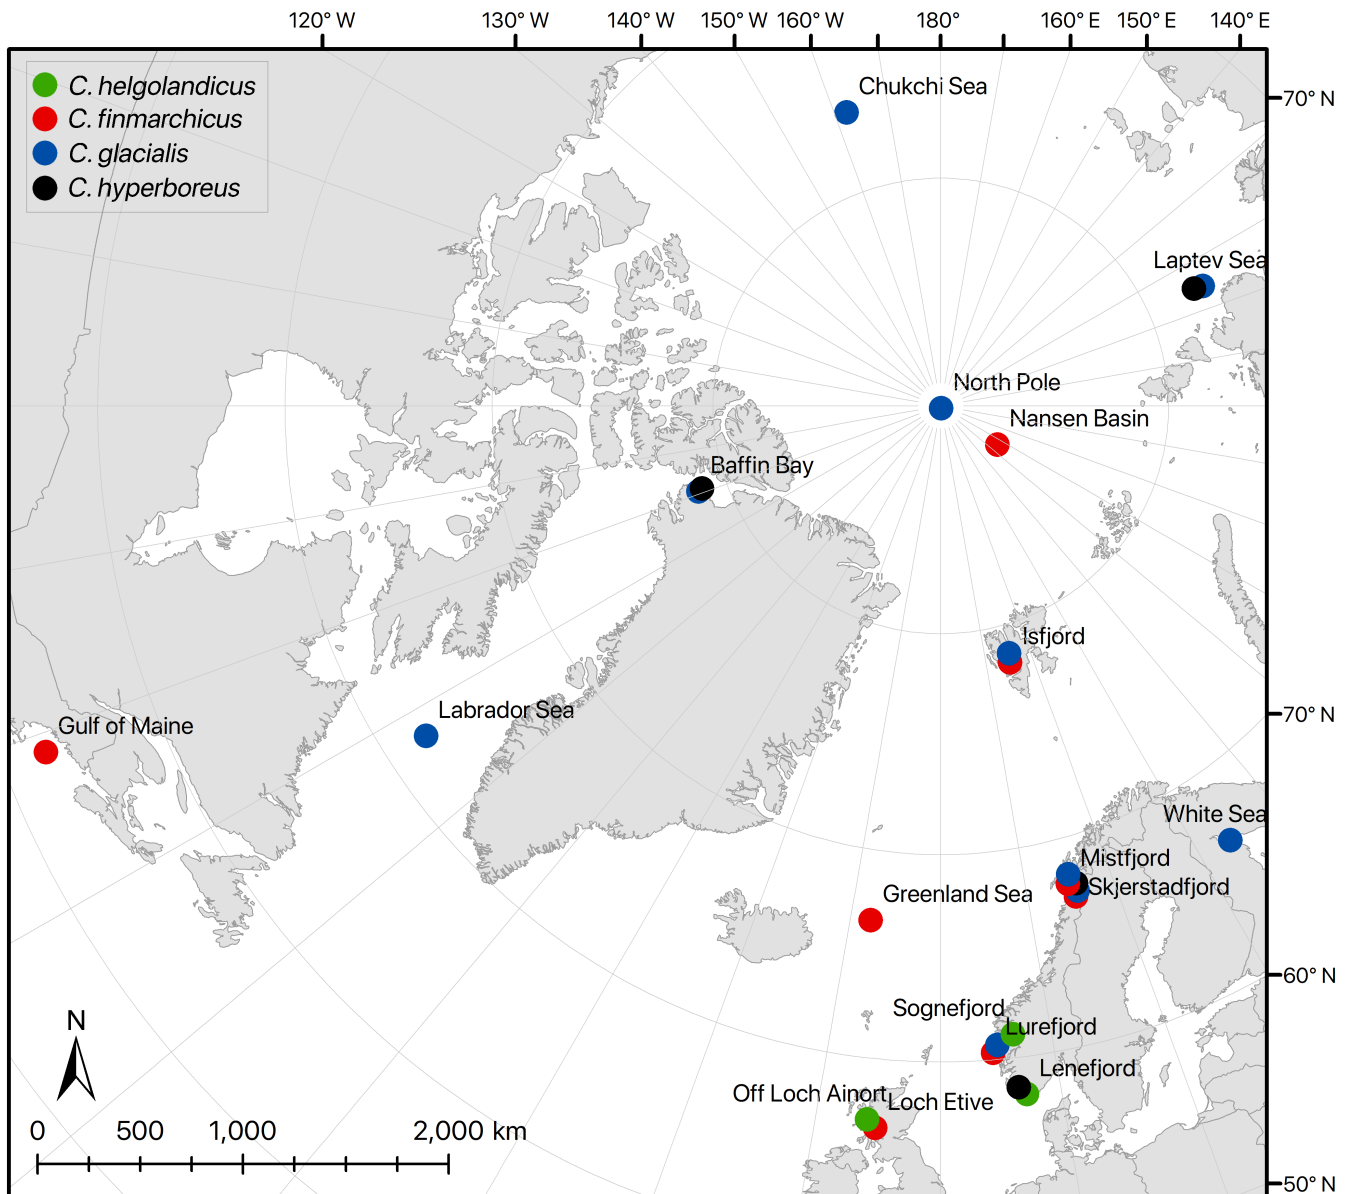 120° W 130° W 140° W 150° W 160° W 180° 160° E 150° E 140° E
C. helgolandicus
C. finmarchicus
C. glacialis
C. hyperboreus
Chukchi Sea
70° N
Laptev Sea
North Pole
Nansen Basin
Baffin Bay
Isfjord
Labrador Sea
70° N
Gulf of Maine
White Sea
Mistfjord
Skjerstadfjord
Greenland Sea
60° N
Sognefjord
Lurefjord
N
Lenefjord
Off Loch Ainort
Loch Etive
0 500 1,000 2,000 km
50° N